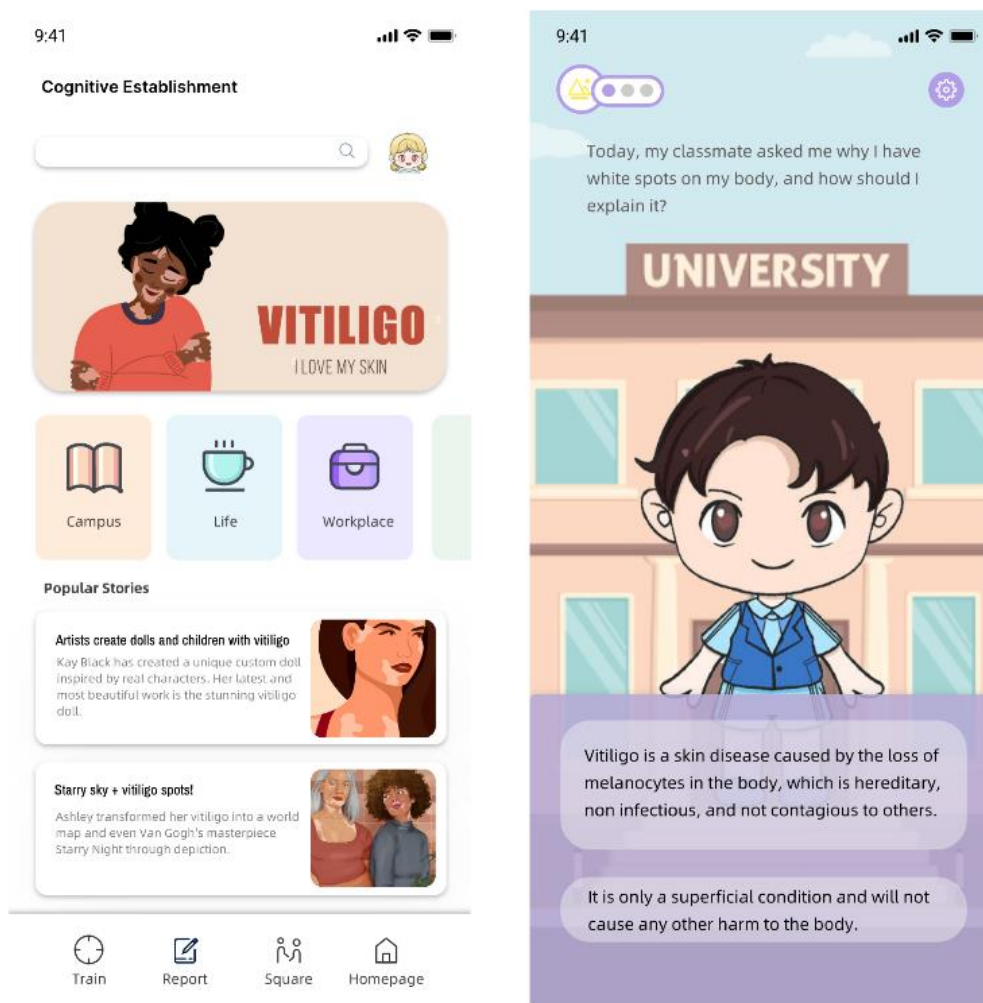 9:41
Cognitive Establishment
VITILIGO
I LOVE MY SKIN
Campus
Life
Workplace
Popular Stories
Artists create dolls and children with vitiligo
Kay Black has created a unique custom doll
inspired by real characters. Her latest and
most beautiful work is the stunning vitiligo
doll.
Starry sky + vitiligo spots!
Ashley transformed her vitiligo into a world
map and even Van Gogh's masterpiece
Starry Night through depiction.
Train
Report
Square
Homepage
9:41
Today, my classmate asked me why I have
white spots on my body, and how should I
explain it?
UNIVERSITY
Vitiligo is a skin disease caused by the loss of
melanocytes in the body, which is hereditary,
non infectious, and not contagious to others.
It is only a superficial condition and will not
cause any other harm to the body.